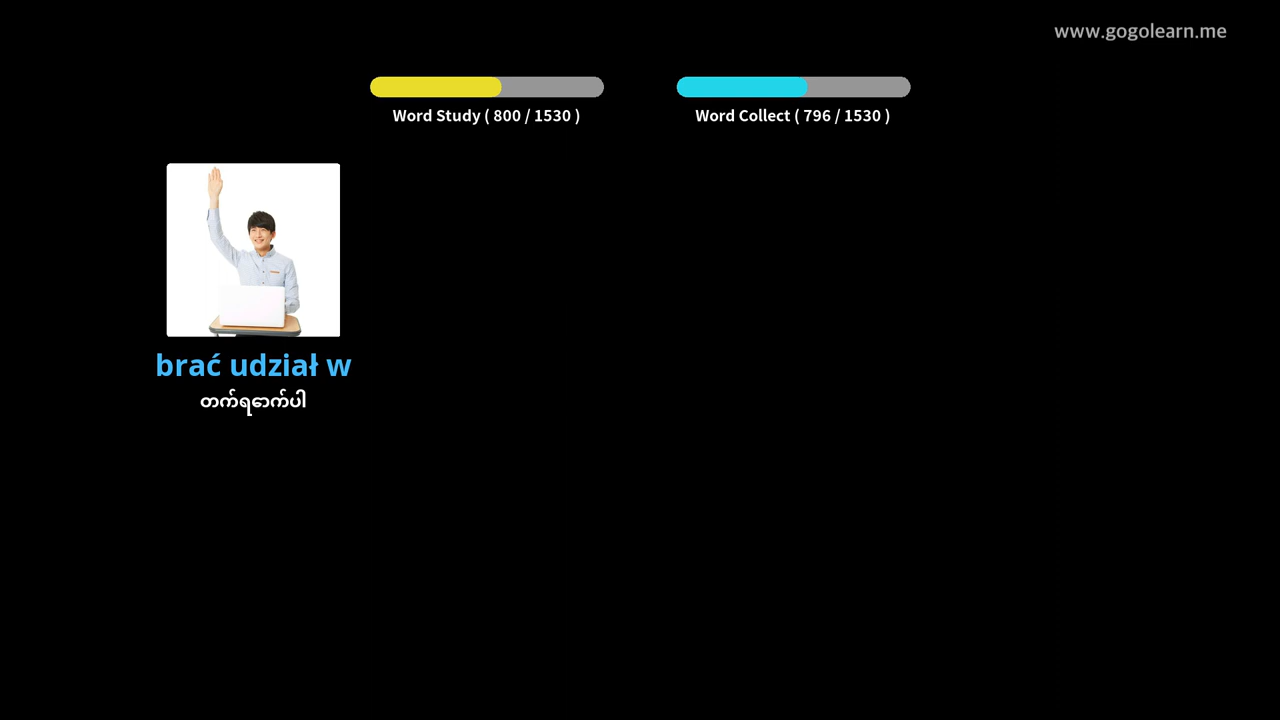 www.gogolearn.me
Word Study ( 800 / 1530 )
Word Collect ( 796 / 1530 )
brać udział w
တက်ရောက်ပါ